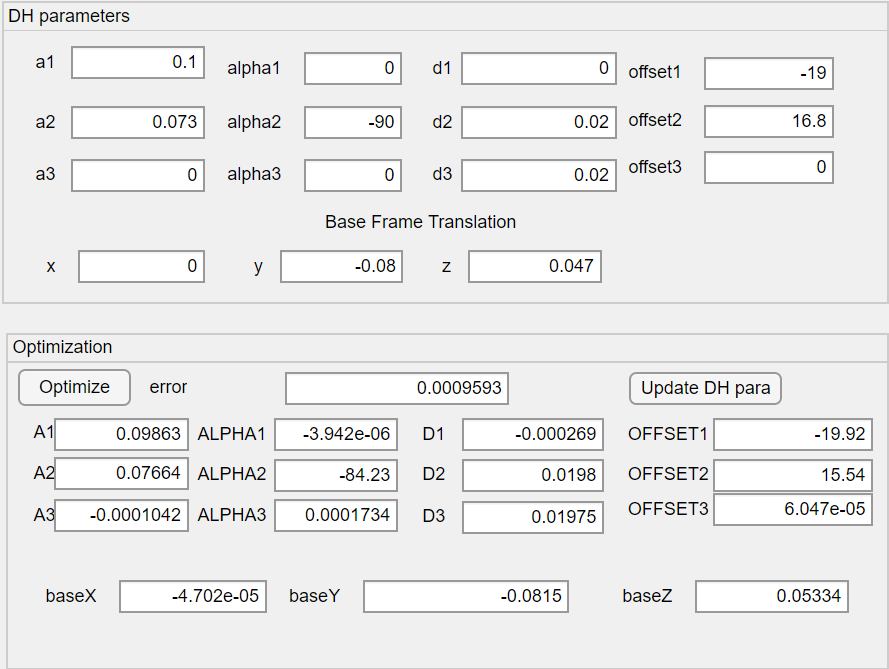 DH parameters
a1 0.1 alpha1 0 d1 0 offset1 -19
a2 0.073 alpha2 -90 d2 0.02 offset2 16.8
a3 0 alpha3 0 d3 0.02 offset3 0
Base Frame Translation
x 0 y -0.08 z 0.047
Optimization
Optimize error 0.0009593 Update DH para
A1 0.09863 ALPHA1 -3.942e-06 D1 -0.000269 OFFSET1 -19.92
A2 0.07664 ALPHA2 -84.23 D2 0.0198 OFFSET2 15.54
A3 -0.0001042 ALPHA3 0.0001734 D3 0.01975 OFFSET3 6.047e-05
baseX -4.702e-05 baseY -0.0815 baseZ 0.05334